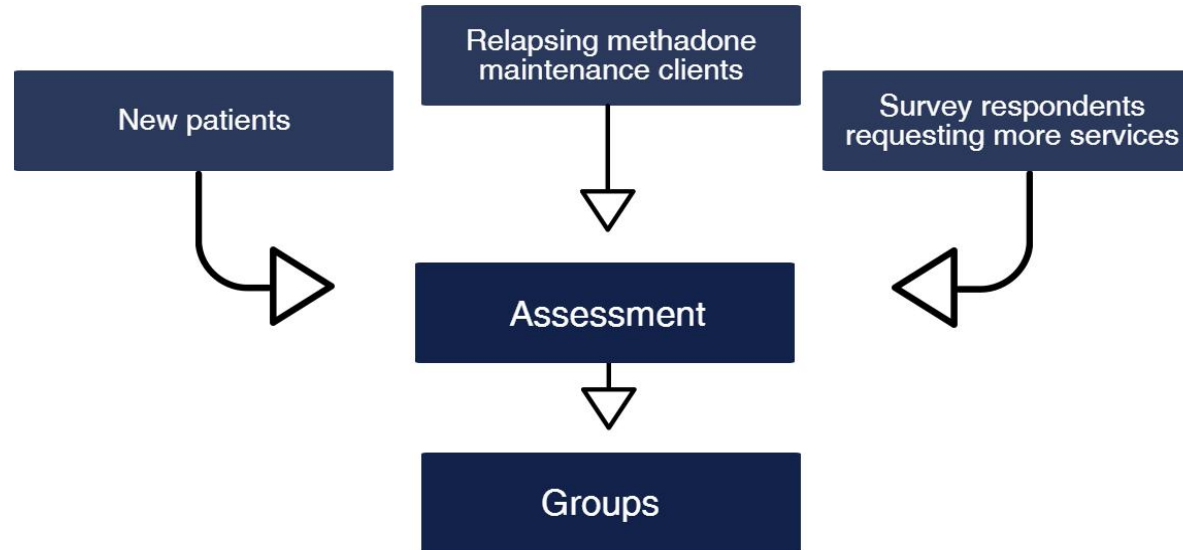 Relapsing methadone
maintenance clients
New patients
Survey respondents
requesting more services
Assessment
Groups